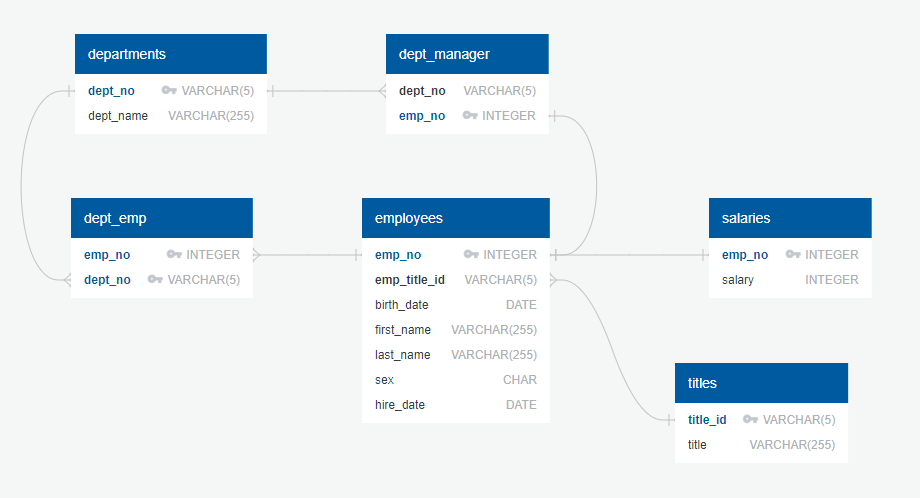 departments
dept_no VARCHAR(5)
dept_name VARCHAR(255)
dept_manager
dept_no VARCHAR(5)
emp_no INTEGER
dept_emp
emp_no INTEGER
dept_no VARCHAR(5)
employees
emp_no INTEGER
emp_title_id VARCHAR(5)
birth_date DATE
first_name VARCHAR(255)
last_name VARCHAR(255)
sex CHAR
hire_date DATE
salaries
emp_no INTEGER
salary INTEGER
titles
title_id VARCHAR(5)
title VARCHAR(255)